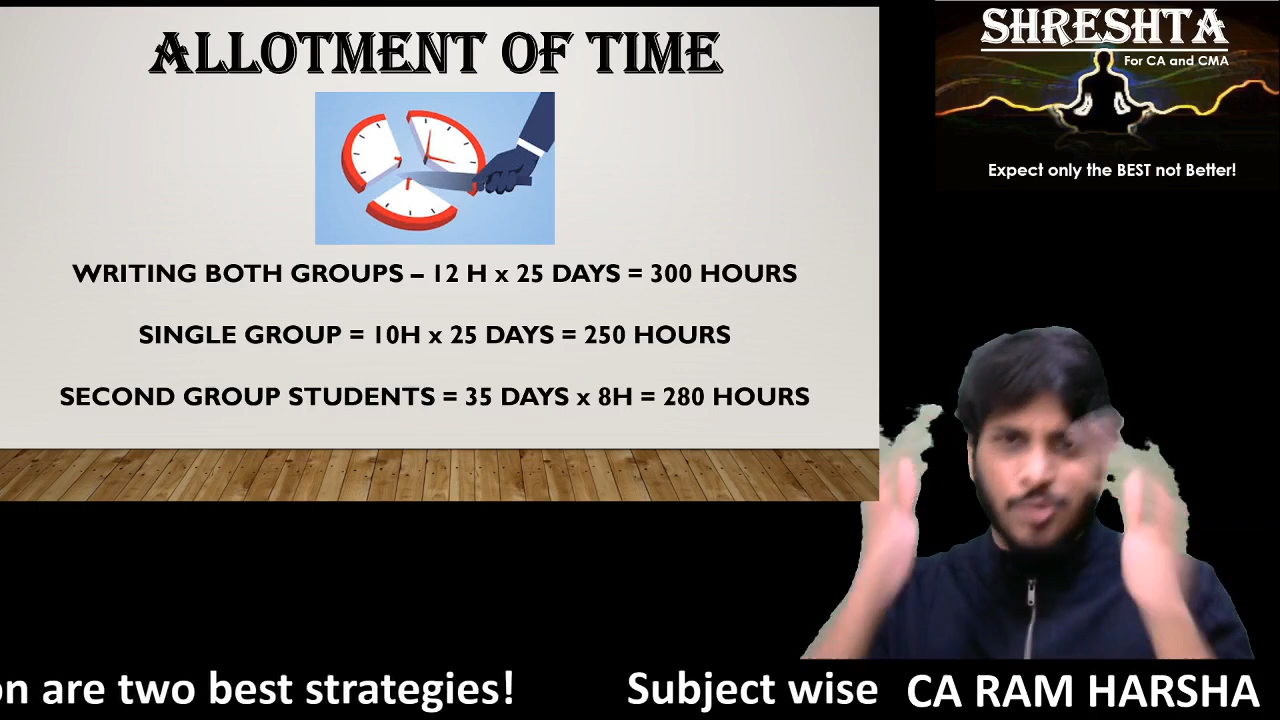 ALLOTMENT OF TIME
WRITING BOTH GROUPS – 12 H x 25 DAYS = 300 HOURS
SINGLE GROUP = 10H x 25 DAYS = 250 HOURS
SECOND GROUP STUDENTS = 35 DAYS x 8H = 280 HOURS
SHRESHTA
For CA and CMA
Expect only the BEST not Better!
on are two best strategies! Subject wise
CA RAM HARSHA